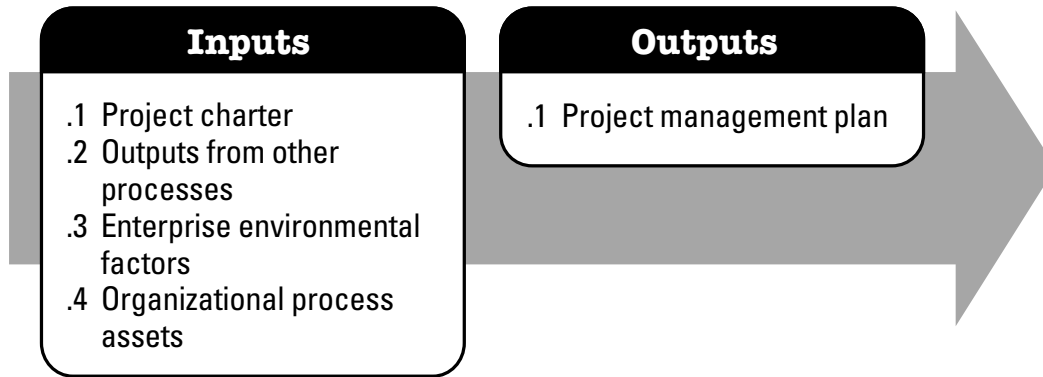 Inputs
.1 Project charter
.2 Outputs from other
processes
.3 Enterprise environmental
factors
.4 Organizational process
assets
Outputs
.1 Project management plan